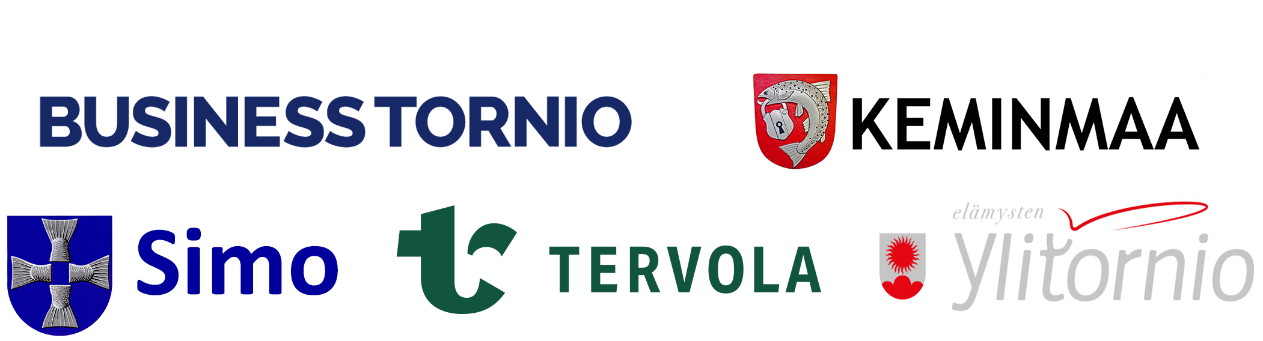 BUSINESS TORNIO
KEMINMAA
Simo
TERVOLA
elämysten
Ylitornio